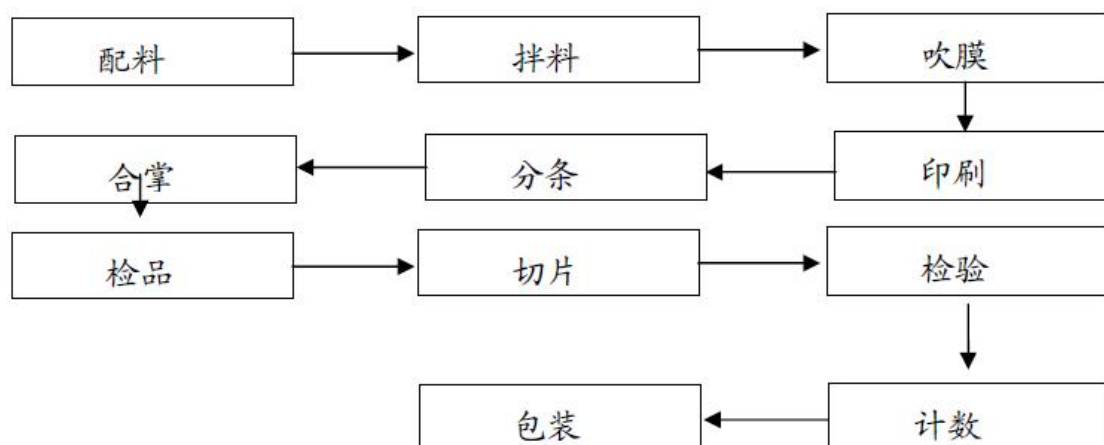 配料 拌料 吹膜
合掌 分条 印刷
检品 切片 检验
包装 计数